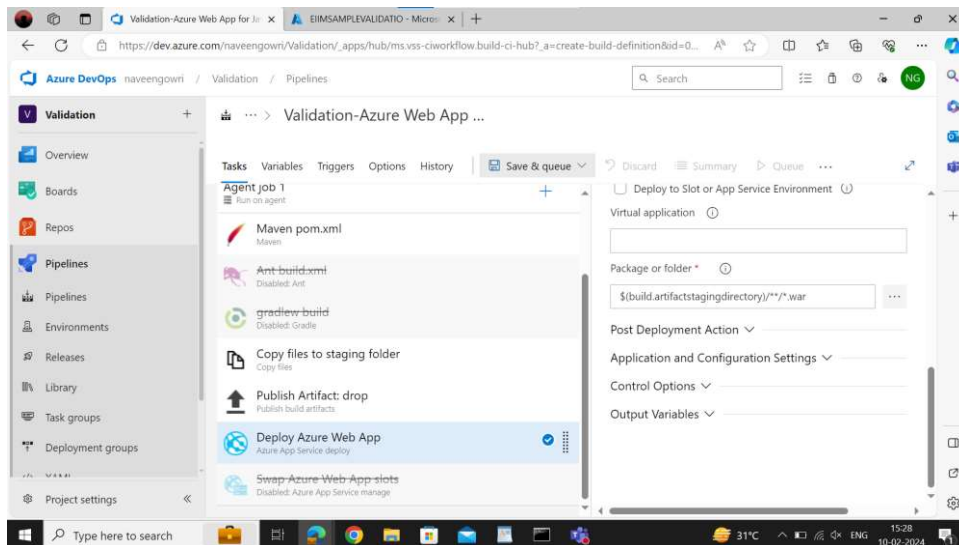 Validation-Azure Web App for Ja
EIIMSAMPLEVALIDATIO - Micros
https://dev.azure.com/naveengowri/Validation/_apps/hub/ms.vss-ciworkflow.build-ci-hub?_a=create-build-definition&id=0...
Azure DevOps naveengowri / Validation / Pipelines
Search
NG
V Validation
... > Validation-Azure Web App ...
Overview
Boards
Repos
Pipelines
Pipelines
Environments
Releases
Library
Task groups
Deployment groups
Project settings
Tasks Variables Triggers Options History Save & queue Discard Summary Queue ...
Agent job 1
Run on agent
Maven pom.xml
Maven
Ant build.xml
Disabled: Ant
gradlew build
Disabled: Gradle
Copy files to staging folder
Copy files
Publish Artifact: drop
Publish build artifacts
Deploy Azure Web App
Azure App Service deploy
Swap Azure Web App slots
Disabled: Azure App Service manage
Deploy to Slot or App Service Environment
Virtual application
Package or folder *
$(build.artifactstagingdirectory)/**/*.war
Post Deployment Action
Application and Configuration Settings
Control Options
Output Variables
Type here to search
31°C
ENG
15:28
10-02-2024